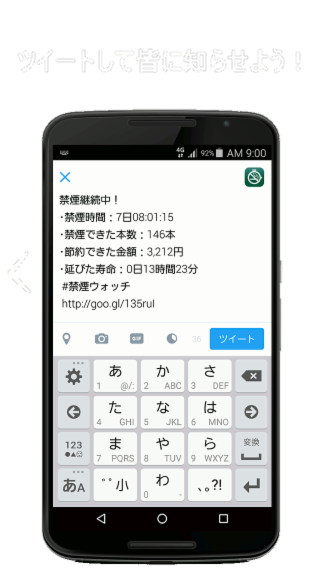 ツイートして皆に知らせよう！
4G 92% AM 9:00
禁煙継続中！
･禁煙時間：7日08:01:15
･禁煙できた本数：146本
･節約できた金額：3,212円
･延びた寿命：0日13時間23分
#禁煙ウォッチ
http://goo.gl/135rul
GIF 36 ツイート
あ か さ
1 @/: 2 ABC 3 DEF
た な は
4 GHI 5 JKL 6 MNO
123 ま や ら 変換
●▲☺ 7 PQRS 8 TUV 9 WXYZ
あA ゛゜小 わ 、。?!
0 -